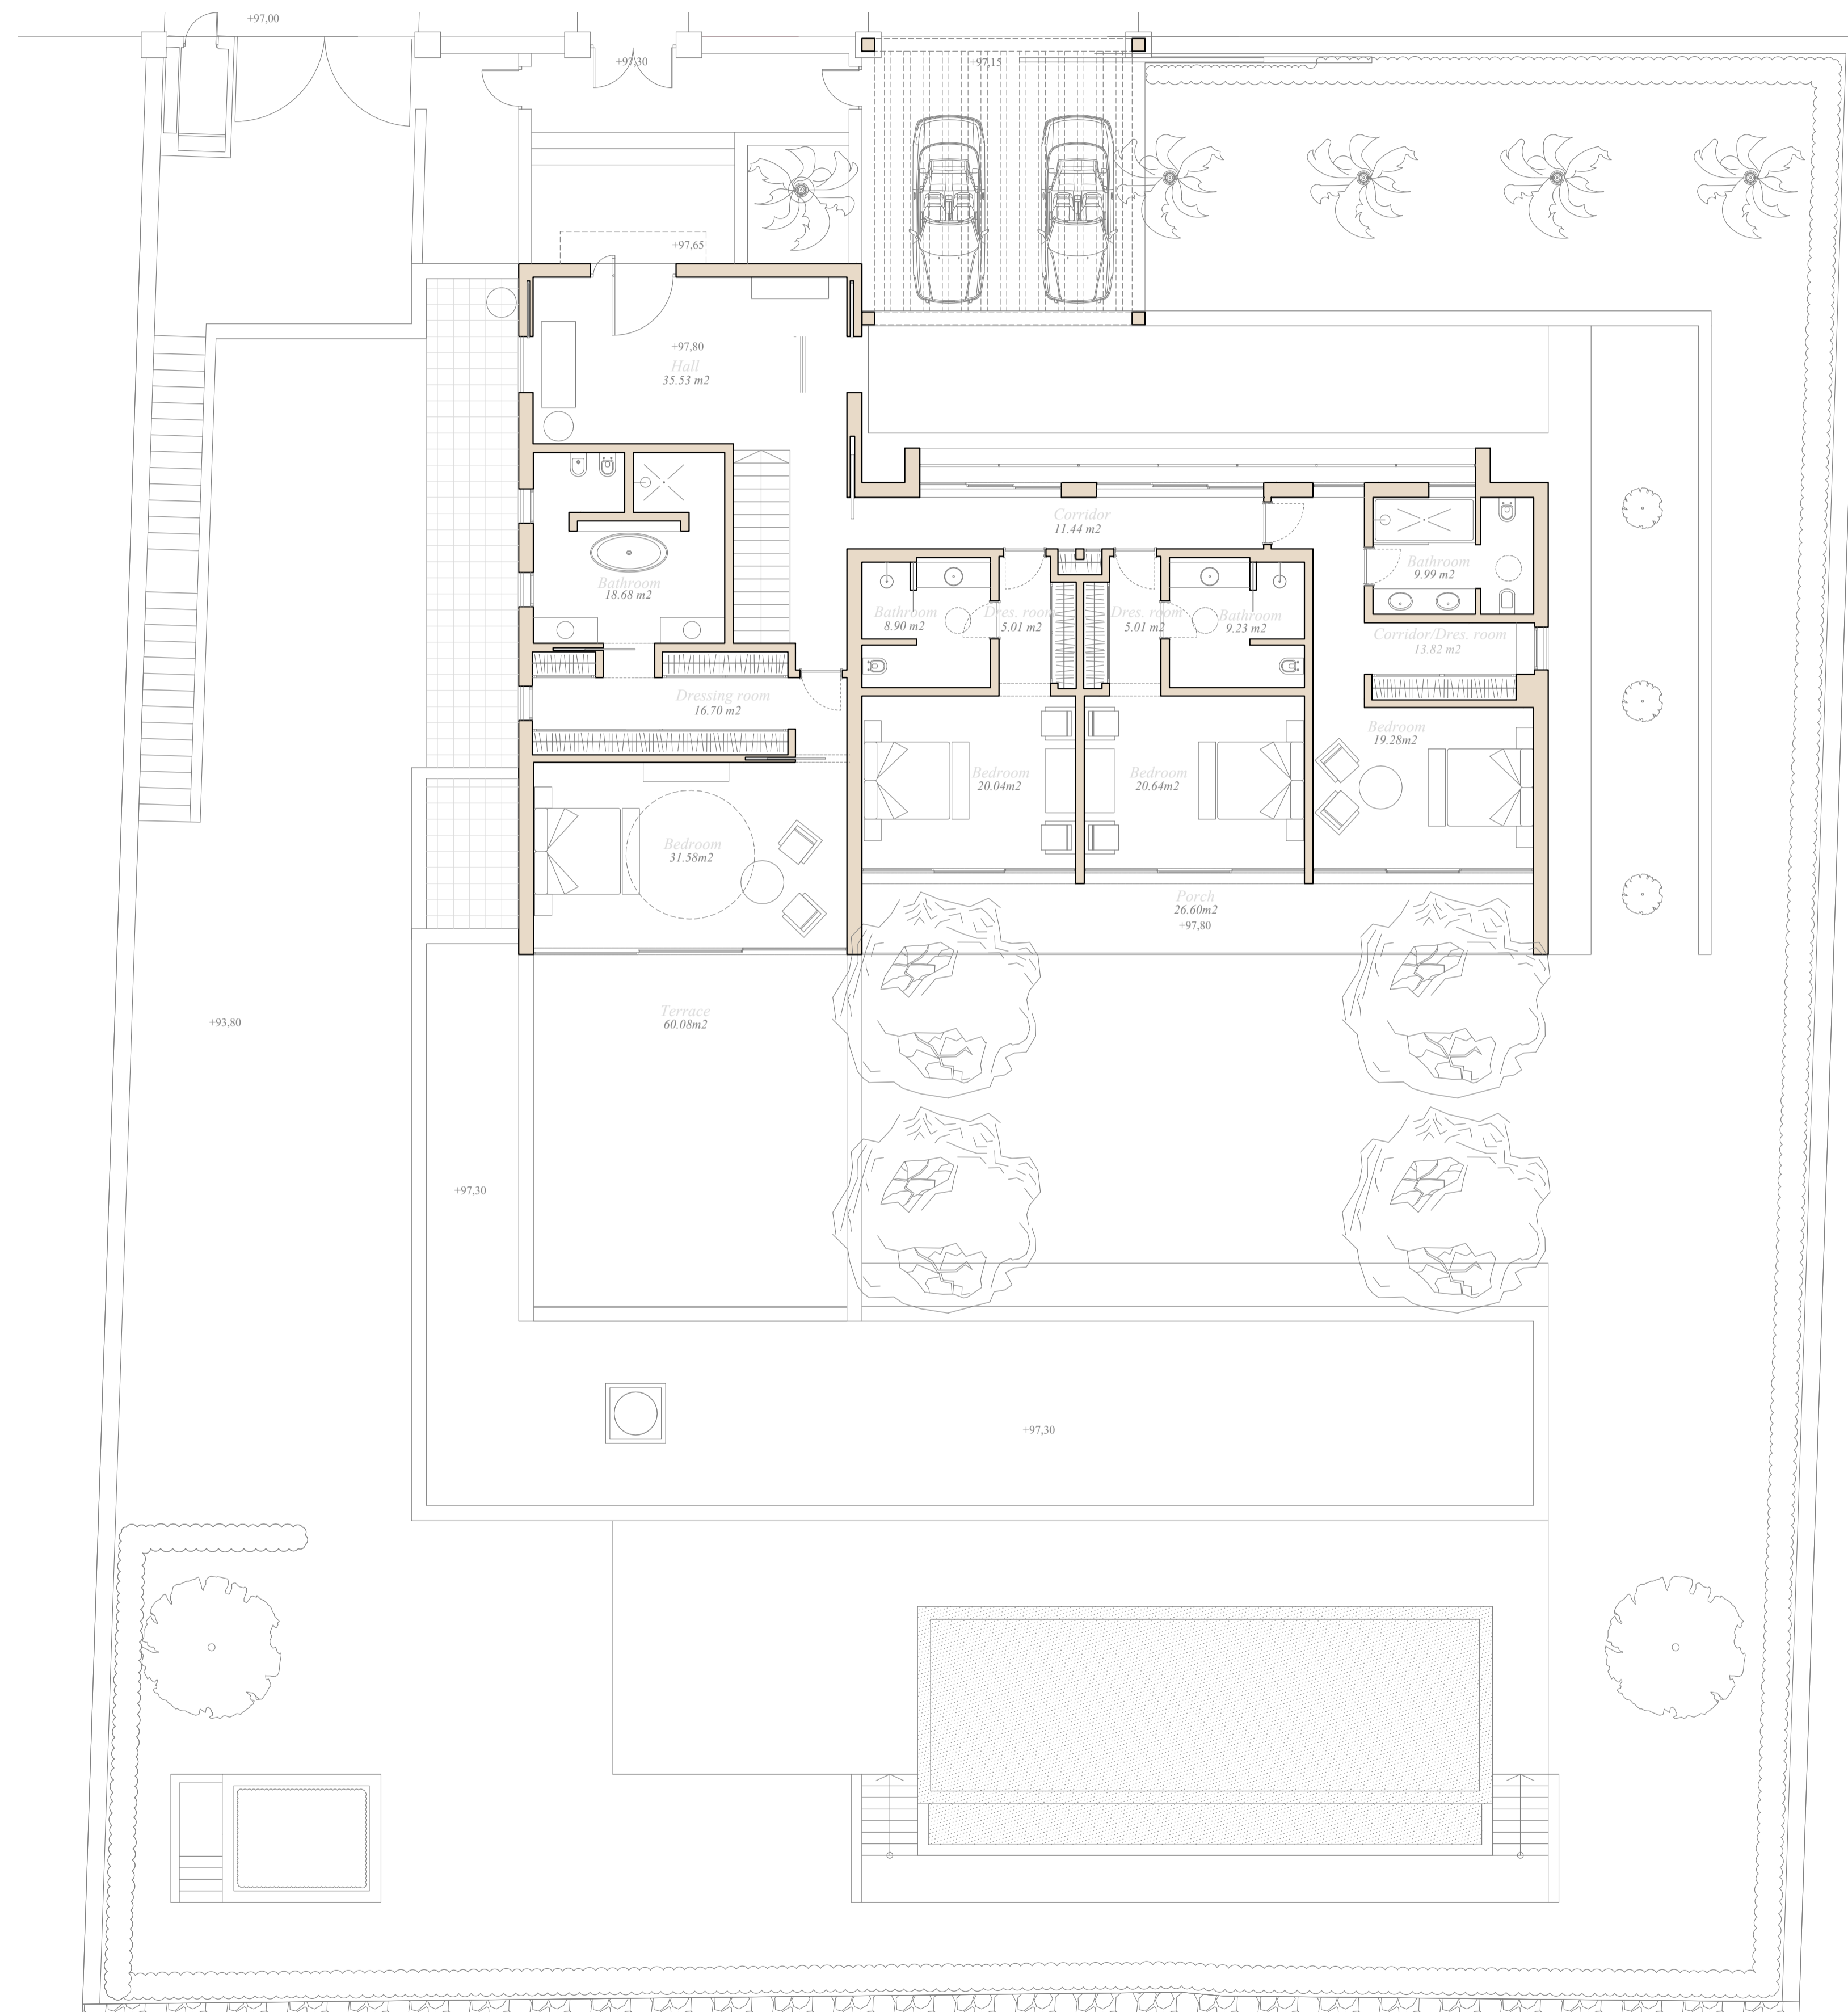 +97,00
+97,30
+97,15
+97,65
+97,80
Hall
35.53 m2
Corridor
11.44 m2
Bathroom
9.99 m2
Bathroom
18.68 m2
Bathroom
8.90 m2
Dres. room
5.01 m2
Dres. room
5.01 m2
Bathroom
9.23 m2
Corridor/Dres. room
13.82 m2
Dressing room
16.70 m2
Bedroom
19.28m2
Bedroom
20.04m2
Bedroom
20.64m2
Bedroom
31.58m2
Porch
26.60m2
+97,80
Terrace
60.08m2
+93,80
+97,30
+97,30